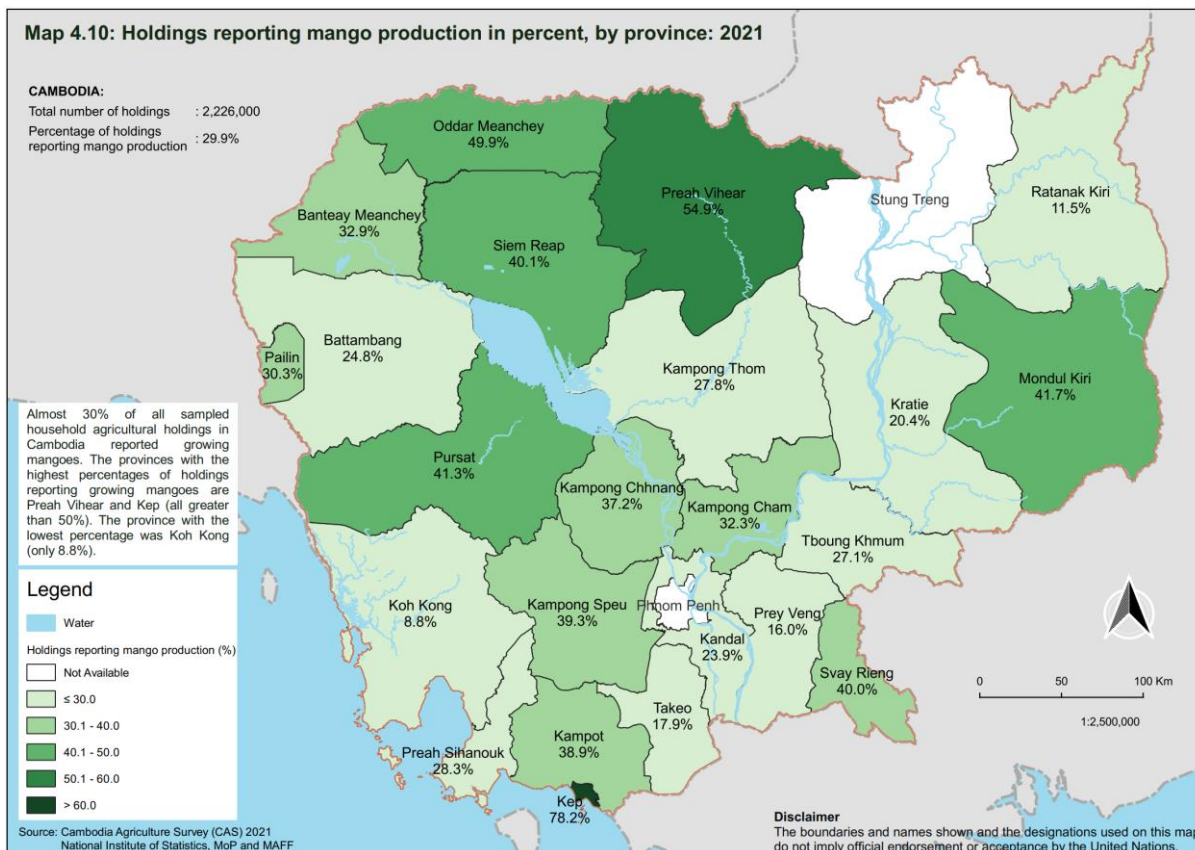 Map 4.10: Holdings reporting mango production in percent, by province: 2021
CAMBODIA:
Total number of holdings : 2,226,000
Percentage of holdings
reporting mango production : 29.9%
Oddar Meanchey
49.9%
Preah Vihear
54.9%
Stung Treng
Ratanak Kiri
11.5%
Banteay Meanchey
32.9%
Siem Reap
40.1%
Battambang
24.8%
Pailin
30.3%
Kampong Thom
27.8%
Kratie
20.4%
Mondul Kiri
41.7%
Pursat
41.3%
Kampong Chhnang
37.2%
Kampong Cham
32.3%
Tboung Khmum
27.1%
Koh Kong
8.8%
Kampong Speu
39.3%
Phnom Penh
Kandal
23.9%
Prey Veng
16.0%
Svay Rieng
40.0%
Takeo
17.9%
Kampot
38.9%
Preah Sihanouk
28.3%
Kep
78.2%
Almost 30% of all sampled
household agricultural holdings in
Cambodia reported growing
mangoes. The provinces with the
highest percentages of holdings
reporting growing mangoes are
Preah Vihear and Kep (all greater
than 50%). The province with the
lowest percentage was Koh Kong
(only 8.8%).
Legend
Water
Holdings reporting mango production (%)
Not Available
≤ 30.0
30.1 - 40.0
40.1 - 50.0
50.1 - 60.0
> 60.0
Source: Cambodia Agriculture Survey (CAS) 2021
National Institute of Statistics, MoP and MAFF
0 50 100 Km
1:2,500,000
Disclaimer
The boundaries and names shown and the designations used on this map
do not imply official endorsement or acceptance by the United Nations.